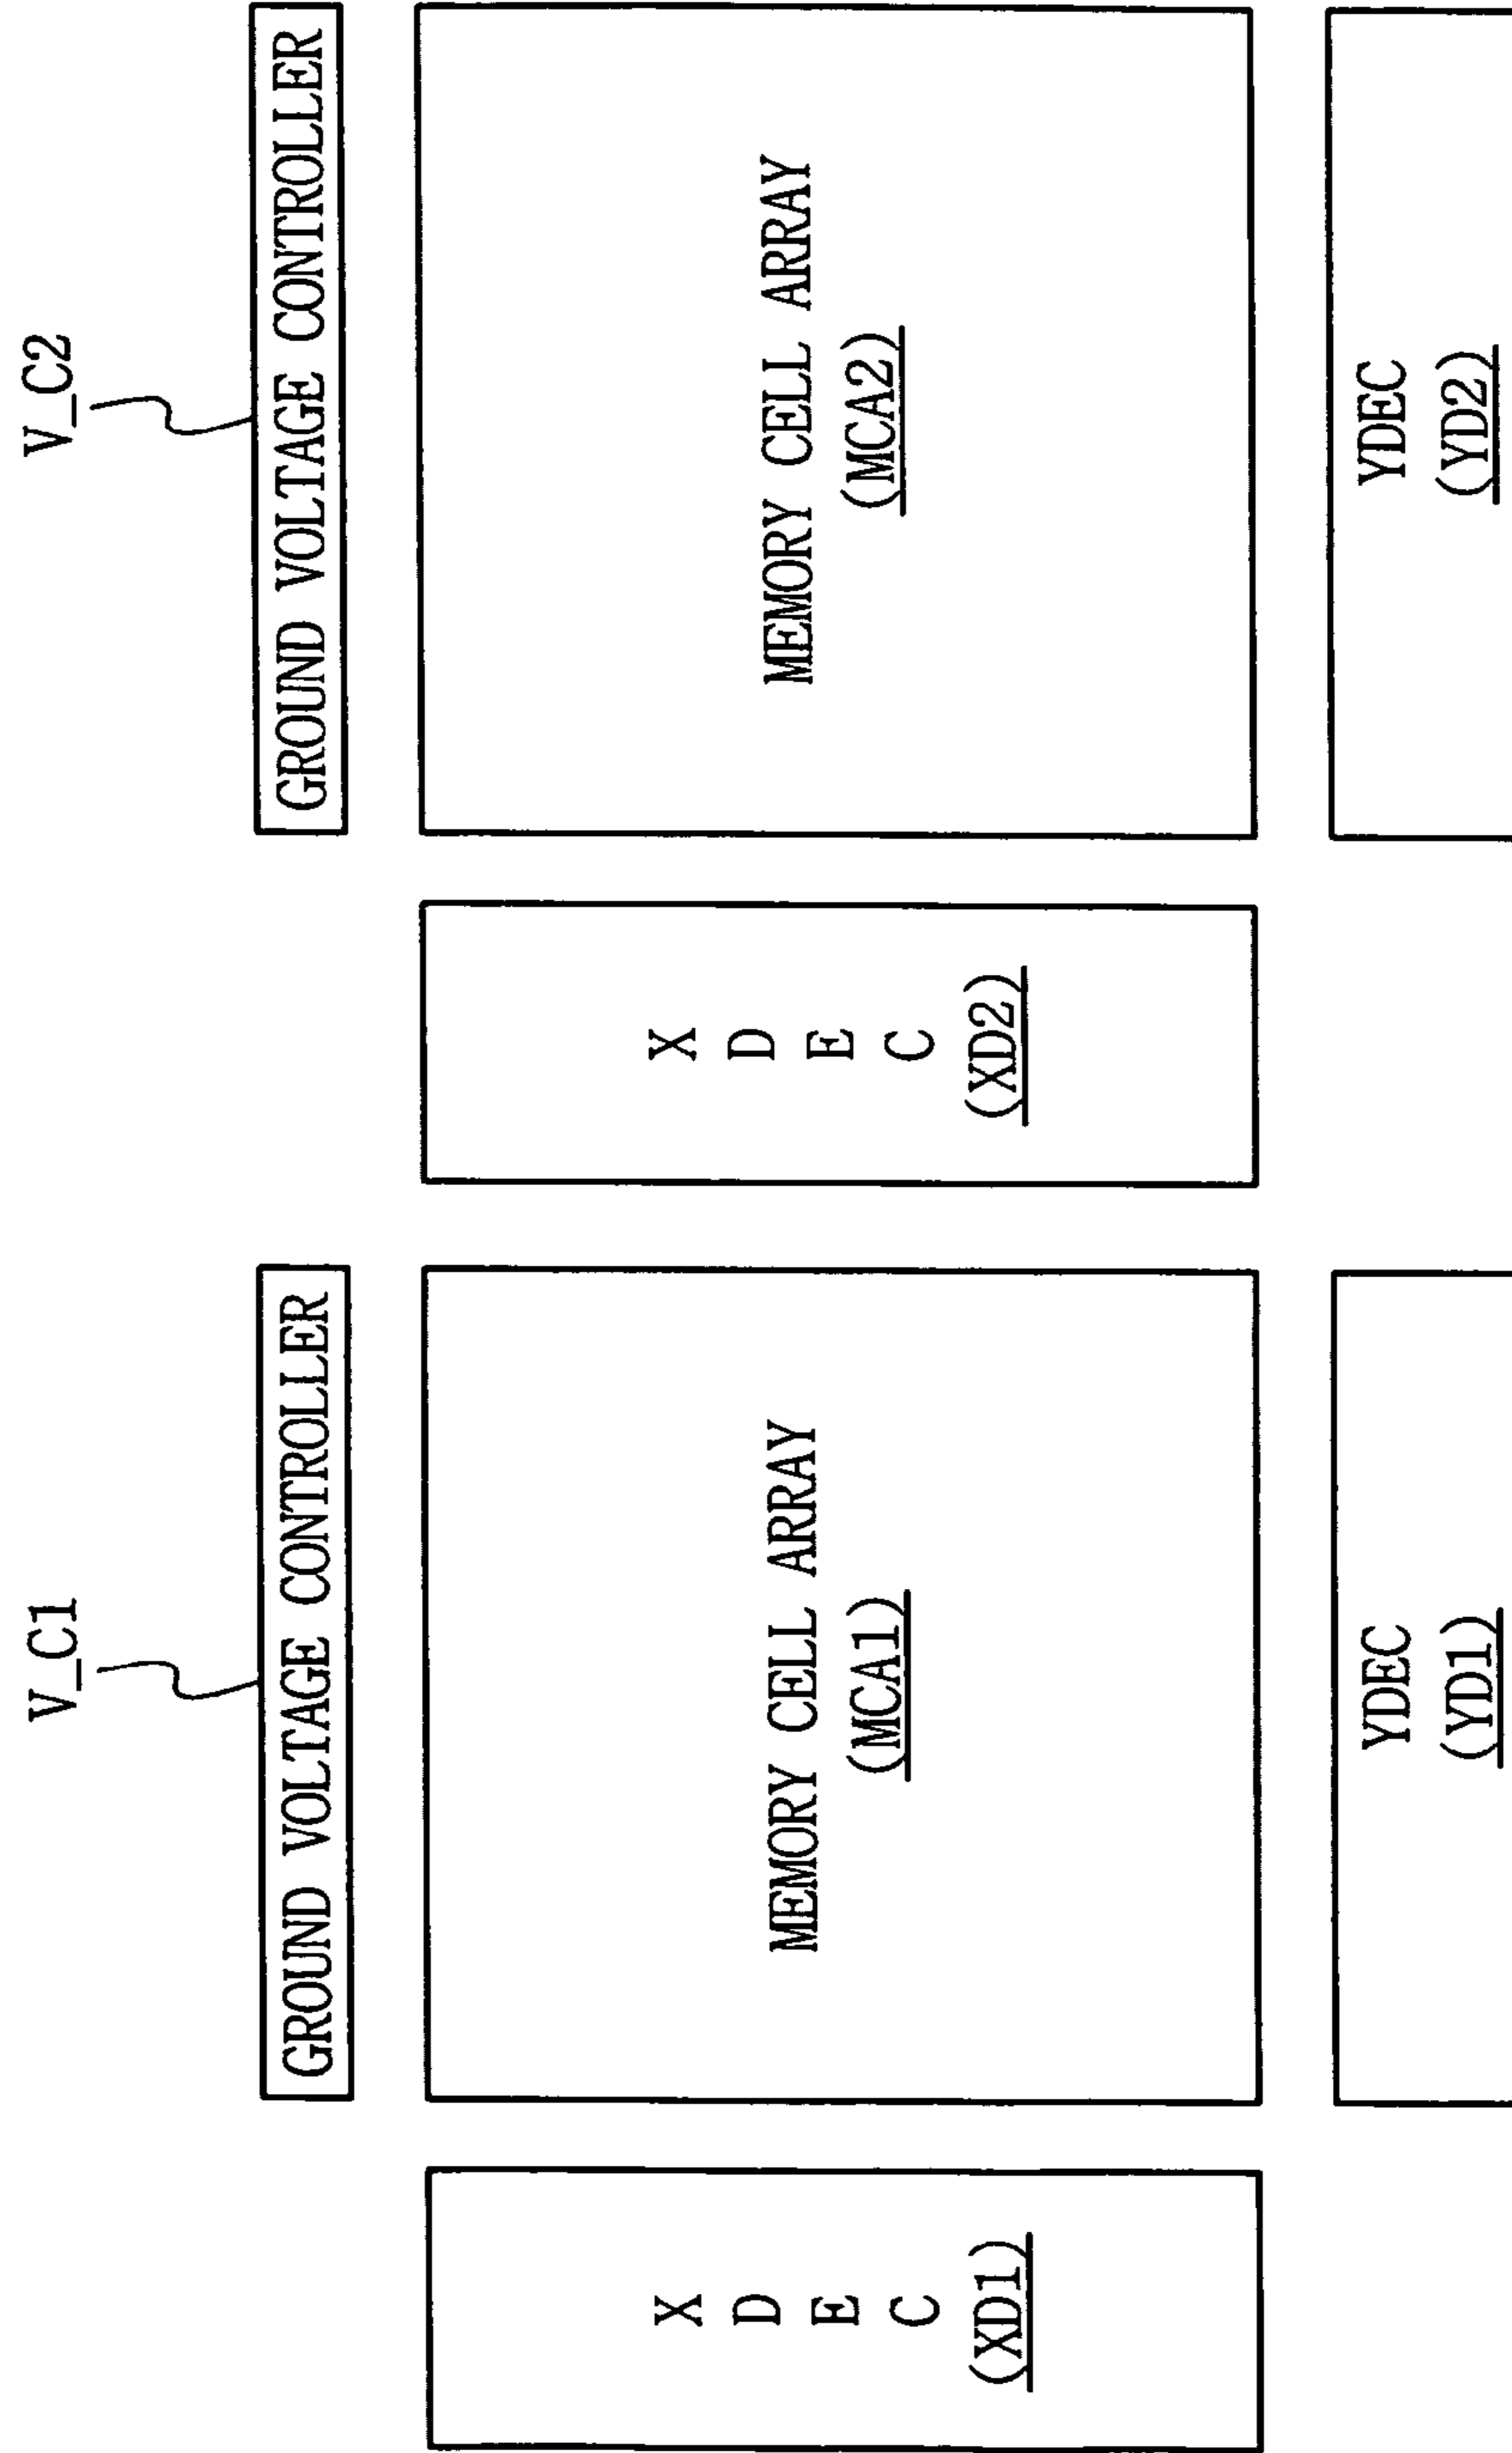 V_C1
V_C2
GROUND VOLTAGE CONTROLLER
GROUND VOLTAGE CONTROLLER
X
D
E
C
(XD1)
MEMORY CELL ARRAY
(MCA1)
X
D
E
C
(XD2)
MEMORY CELL ARRAY
(MCA2)
YDEC
(YD1)
YDEC
(YD2)